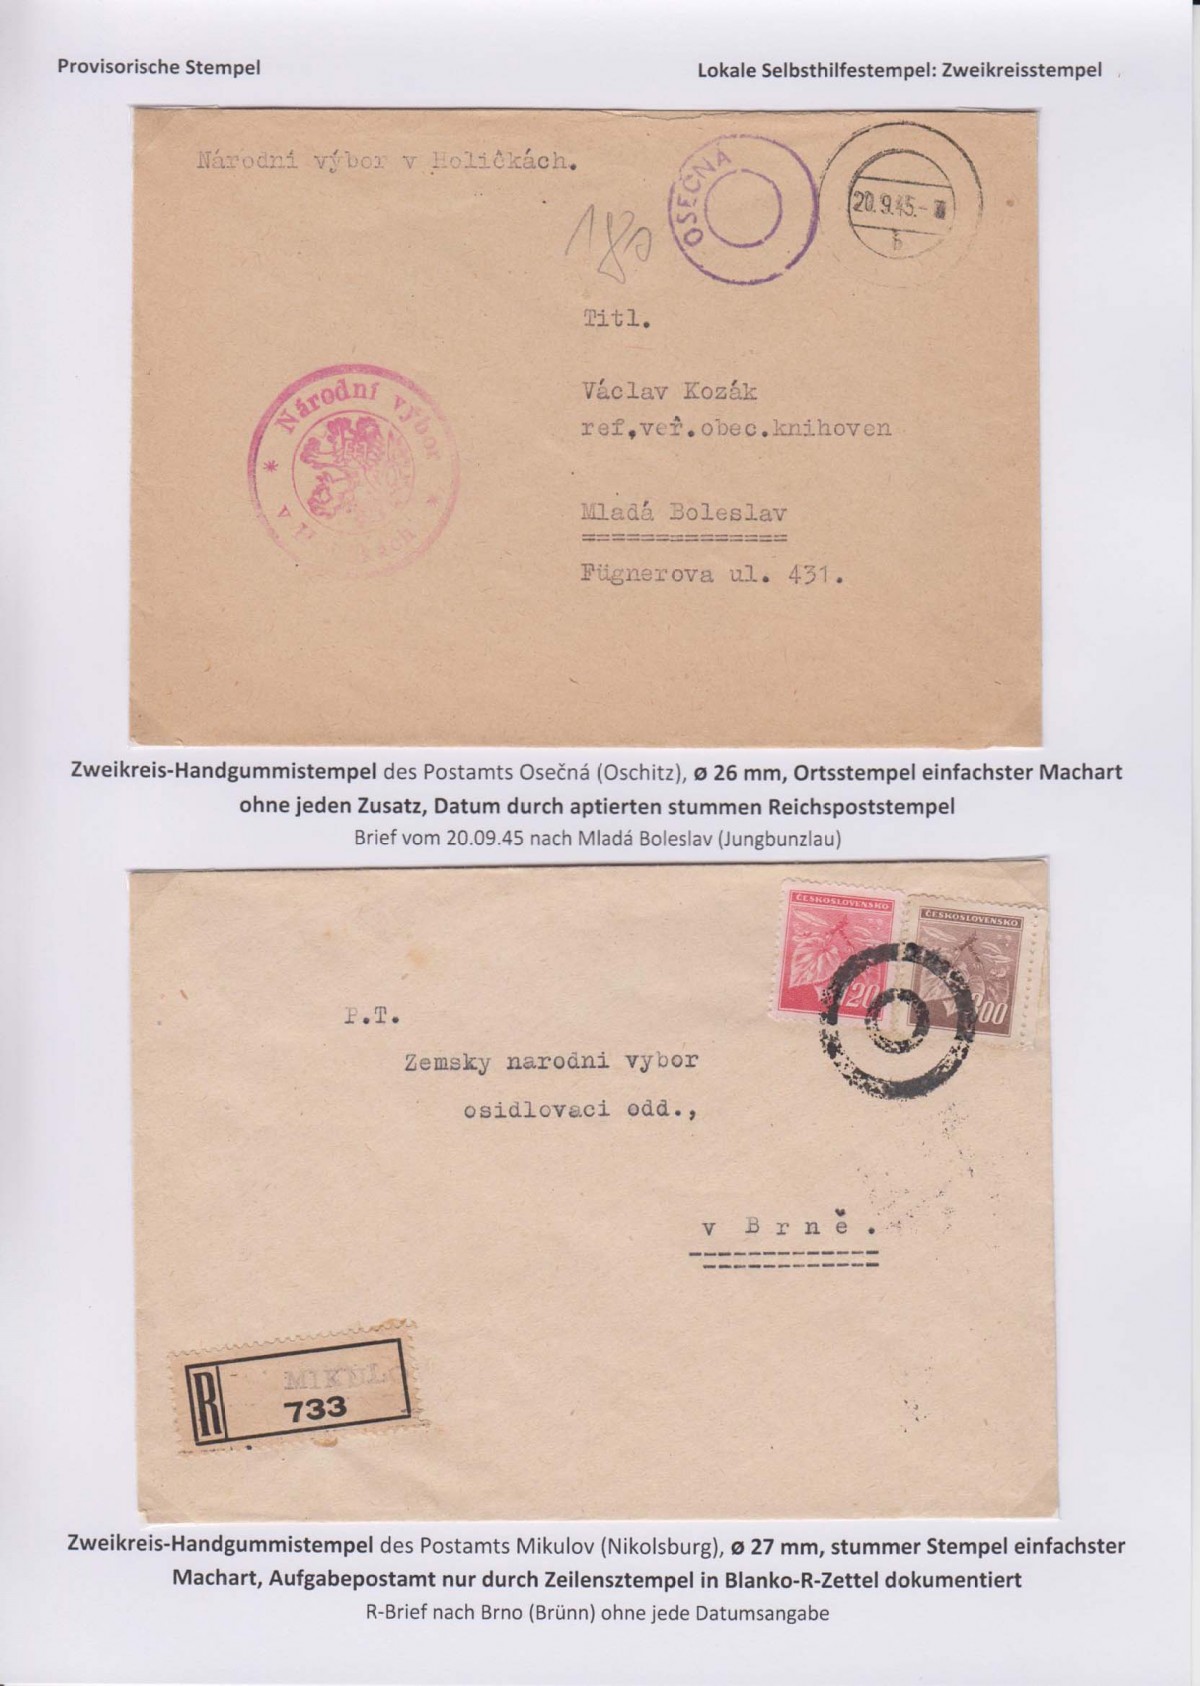 Provisorische Stempel
Lokale Selbsthilfestempel: Zweikreisstempel
Národní výbor v Holičkách.
OSEČNÁ
20.9.45.-
b
180
Titl.
Václav Kozák
ref,veř.obec.knihoven
Mladá Boleslav
==============
Fügnerova ul. 431.
* Národní výbor *
v H
kách
Zweikreis-Handgummistempel des Postamts Osečná (Oschitz), ø 26 mm, Ortsstempel einfachster Machart
ohne jeden Zusatz, Datum durch aptierten stummen Reichspoststempel
Brief vom 20.09.45 nach Mladá Boleslav (Jungbunzlau)
ČESKOSLOVENSKO
120
ČESKOSLOVENSKO
P.T.
Zemsky narodni vybor
osidlovaci odd.,
v Brně.
R
MIKUL
733
Zweikreis-Handgummistempel des Postamts Mikulov (Nikolsburg), ø 27 mm, stummer Stempel einfachster
Machart, Aufgabepostamt nur durch Zeilensztempel in Blanko-R-Zettel dokumentiert
R-Brief nach Brno (Brünn) ohne jede Datumsangabe